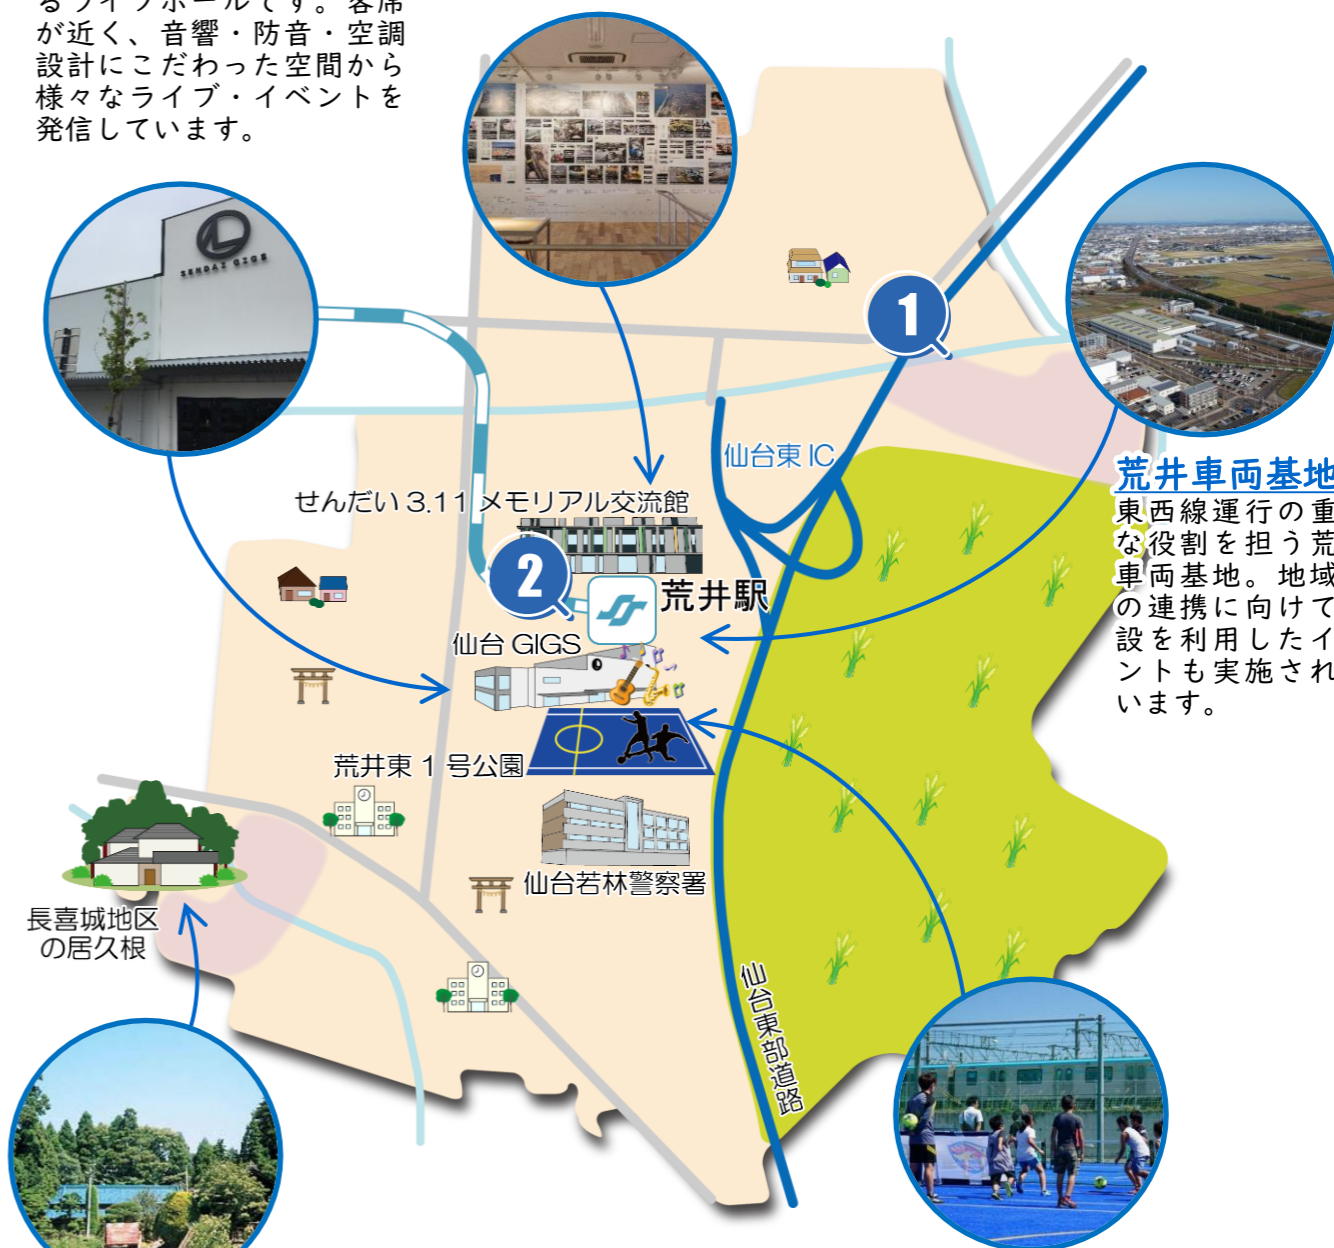 るライブホールです。客席
が近く、音響・防音・空調
設計にこだわった空間から
様々なライブ・イベントを
発信しています。
SENDAI GIGS
1
仙台東IC
せんだい3.11メモリアル交流館
2
荒井駅
仙台GIGS
荒井車両基地
東西線運行の重
な役割を担う荒
車両基地。地域
の連携に向けて
設を利用したイ
ントも実施され
います。
荒井東1号公園
仙台若林警察署
長喜城地区
の居久根
仙台東部道路